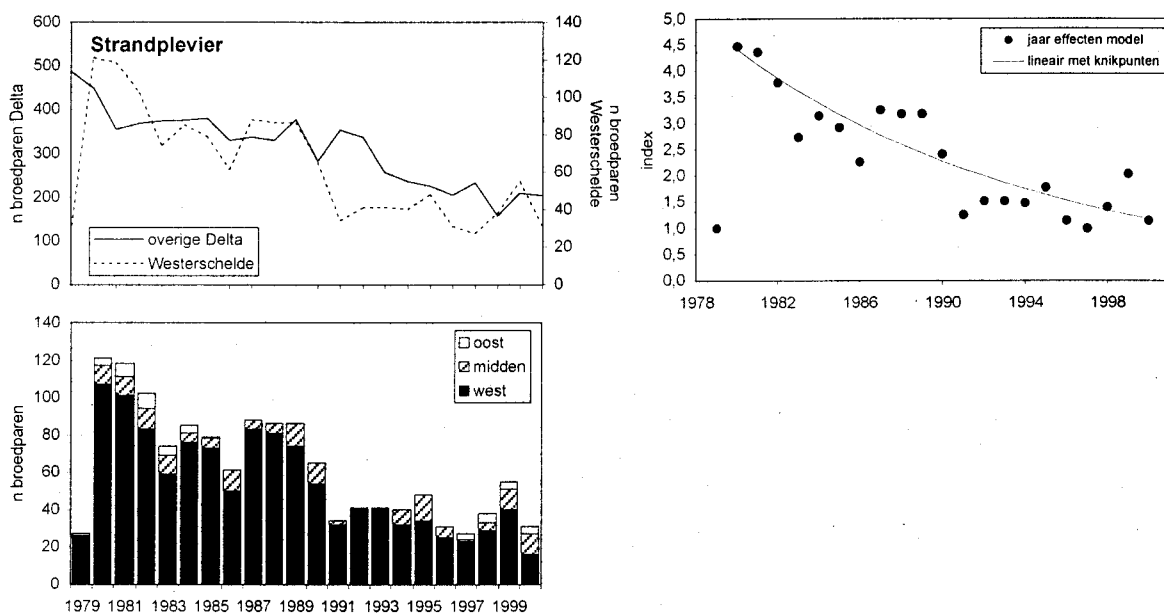 Strandplevier
n broedparen Delta
600
500
400
300
200
100
0
overige Delta
Westerschelde
140
120
100
80
60
40
20
0
n broedparen
Westerschelde
index
5,0
4,5
4,0
3,5
3,0
2,5
2,0
1,5
1,0
0,5
0,0
jaar effecten model
lineair met knikpunten
1978 1982 1986 1990 1994 1998
n broedparen
140
120
100
80
60
40
20
0
oost
midden
west
1979 1981 1983 1985 1987 1989 1991 1993 1995 1997 1999